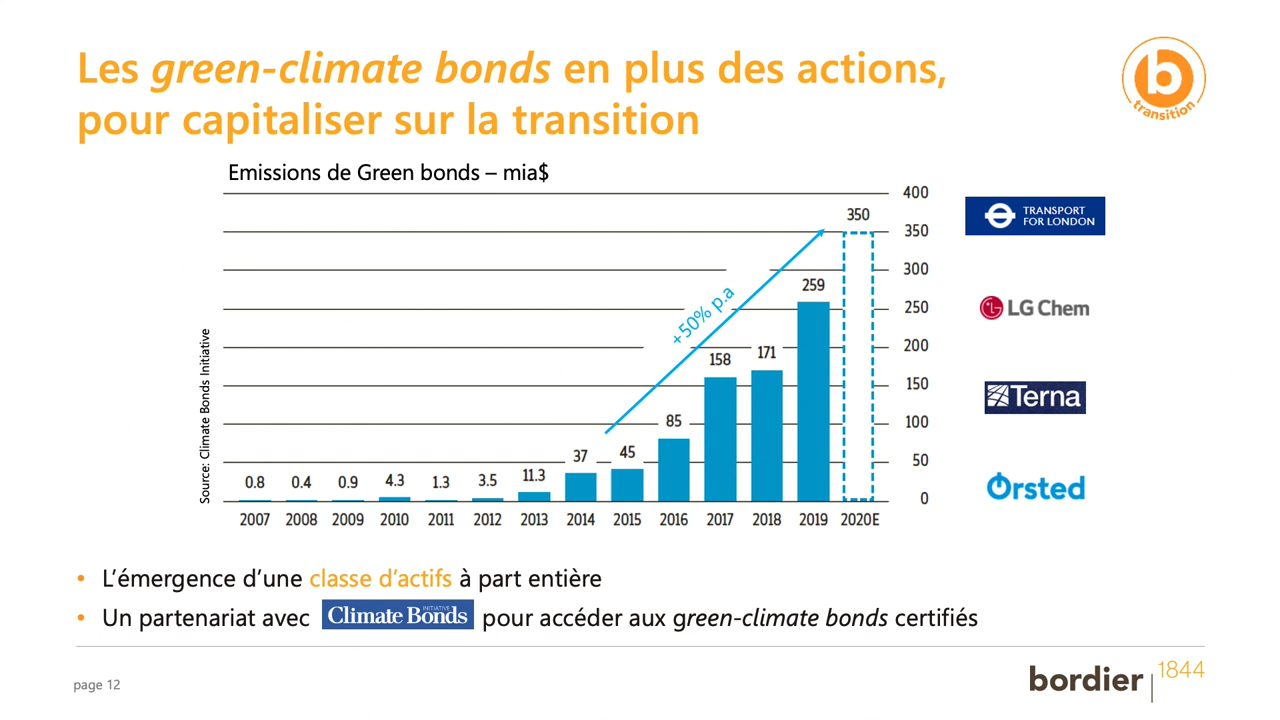 Les green-climate bonds en plus des actions,
pour capitaliser sur la transition
b
transition
Emissions de Green bonds – mia$
400
350
300
250
200
150
100
50
0
0.8
0.4
0.9
4.3
1.3
3.5
11.3
37
45
85
158
171
259
350
+50% p.a
2007
2008
2009
2010
2011
2012
2013
2014
2015
2016
2017
2018
2019
2020E
Source: Climate Bonds Initiative
TRANSPORT
FOR LONDON
LG Chem
Terna
Ørsted
• L’émergence d’une classe d’actifs à part entière
• Un partenariat avec Climate Bonds INITIATIVE pour accéder aux green-climate bonds certifiés
page 12
bordier 1844